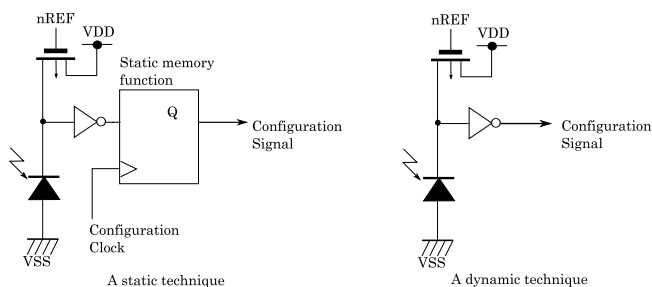 nREF
VDD
Static memory
function
Q
Configuration
Signal
Configuration
Clock
VSS
A static technique
nREF
VDD
Configuration
Signal
VSS
A dynamic technique